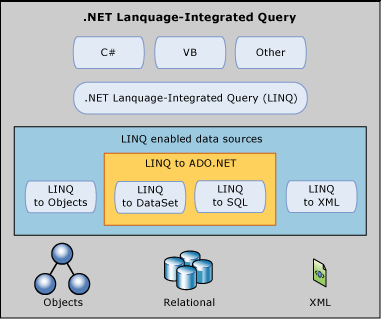 .NET Lanquage-Integrated Query
C# VB Other
.NET Lanquage-Integrated Query (LINQ)
LINQ enabled data sources
LINQ to ADO.NET
LINQ to Objects
LINQ to DataSet
LINQ to SQL
LINQ to XML
Objects Relational XML